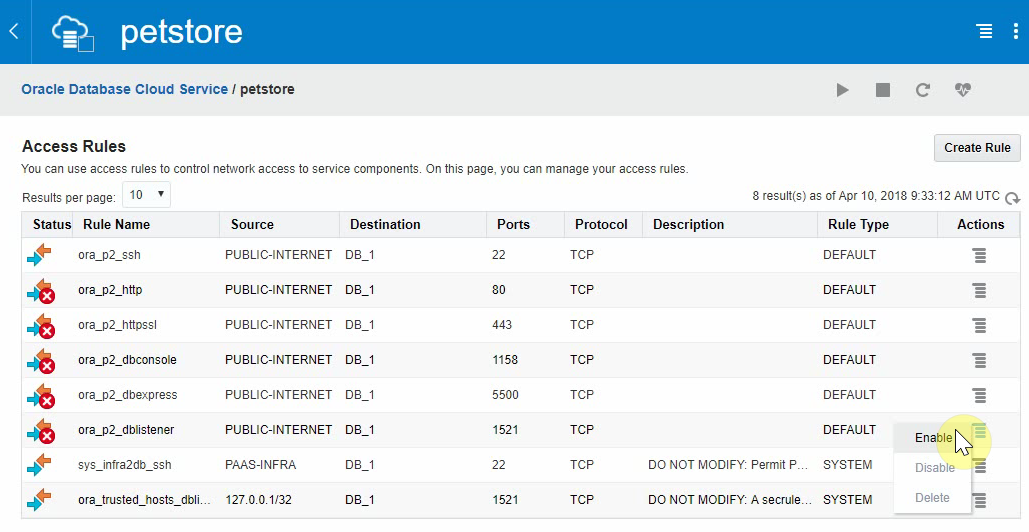 petstore
Oracle Database Cloud Service / petstore
Access Rules
Create Rule
You can use access rules to control network access to service components. On this page, you can manage your access rules.
Results per page: 10
8 result(s) as of Apr 10, 2018 9:33:12 AM UTC
Status Rule Name Source Destination Ports Protocol Description Rule Type Actions
ora_p2_ssh PUBLIC-INTERNET DB_1 22 TCP DEFAULT
ora_p2_http PUBLIC-INTERNET DB_1 80 TCP DEFAULT
ora_p2_httpssl PUBLIC-INTERNET DB_1 443 TCP DEFAULT
ora_p2_dbconsole PUBLIC-INTERNET DB_1 1158 TCP DEFAULT
ora_p2_dbexpress PUBLIC-INTERNET DB_1 5500 TCP DEFAULT
ora_p2_dblistener PUBLIC-INTERNET DB_1 1521 TCP DEFAULT
Enable
sys_infra2db_ssh PAAS-INFRA DB_1 22 TCP DO NOT MODIFY: Permit P... SYSTEM
Disable
ora_trusted_hosts_dbli... 127.0.0.1/32 DB_1 1521 TCP DO NOT MODIFY: A secrule... SYSTEM
Delete